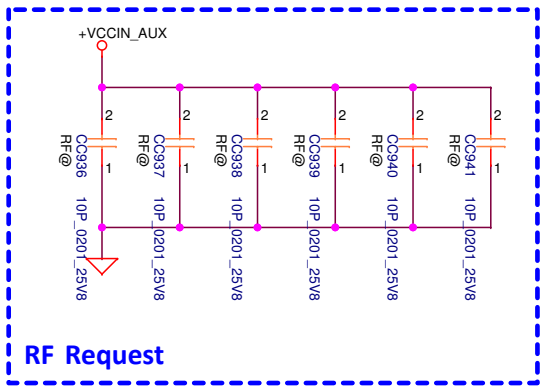 +VCCIN_AUX
2
1
CC936
RF@
10P_0201_25V8
2
1
CC937
RF@
10P_0201_25V8
2
1
CC938
RF@
10P_0201_25V8
2
1
CC939
RF@
10P_0201_25V8
2
1
CC940
RF@
10P_0201_25V8
2
1
CC941
RF@
10P_0201_25V8
RF Request